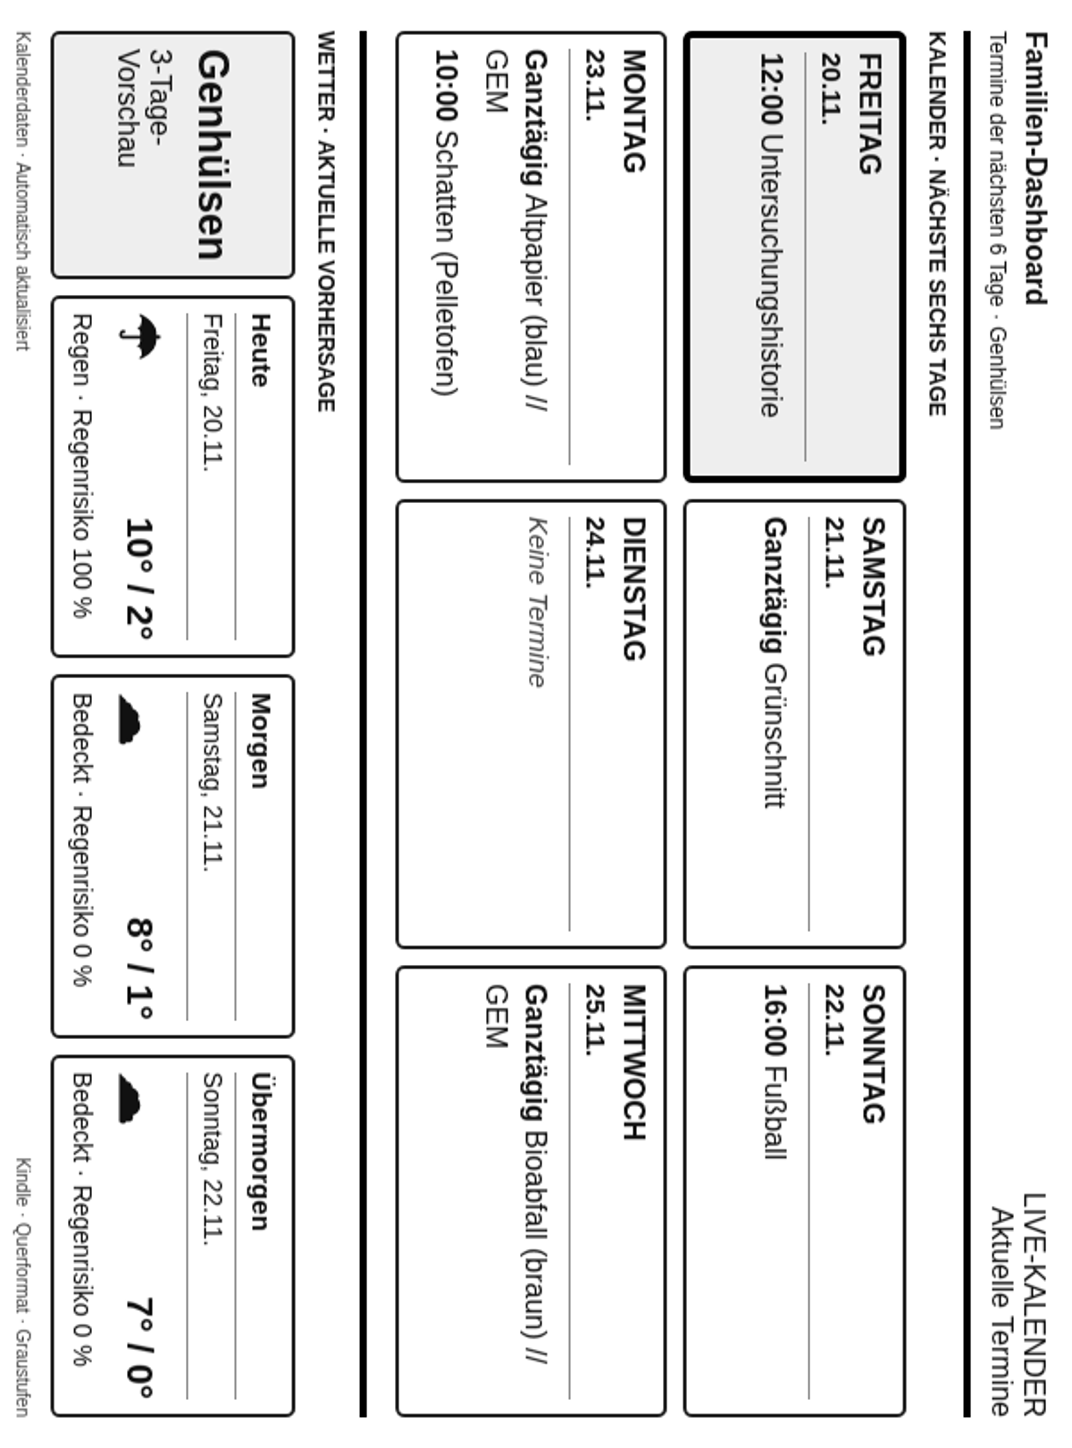 Familien-Dashboard
Termine der nächsten 6 Tage · Genhülsen
LIVE-KALENDER
Aktuelle Termine
KALENDER · NÄCHSTE SECHS TAGE
FREITAG
20.11.
12:00 Untersuchungshistorie
SAMSTAG
21.11.
Ganztägig Grünschnitt
SONNTAG
22.11.
16:00 Fußball
MONTAG
23.11.
Ganztägig Altpapier (blau) //
GEM
10:00 Schatten (Pelletofen)
DIENSTAG
24.11.
Keine Termine
MITTWOCH
25.11.
Ganztägig Bioabfall (braun) //
GEM
WETTER · AKTUELLE VORHERSAGE
Genhülsen
3-Tage-
Vorschau
Heute
Freitag, 20.11.
10° / 2°
Regen · Regenrisiko 100 %
Morgen
Samstag, 21.11.
8° / 1°
Bedeckt · Regenrisiko 0 %
Übermorgen
Sonntag, 22.11.
7° / 0°
Bedeckt · Regenrisiko 0 %
Kalenderdaten · Automatisch aktualisiert
Kindle · Querformat · Graustufen